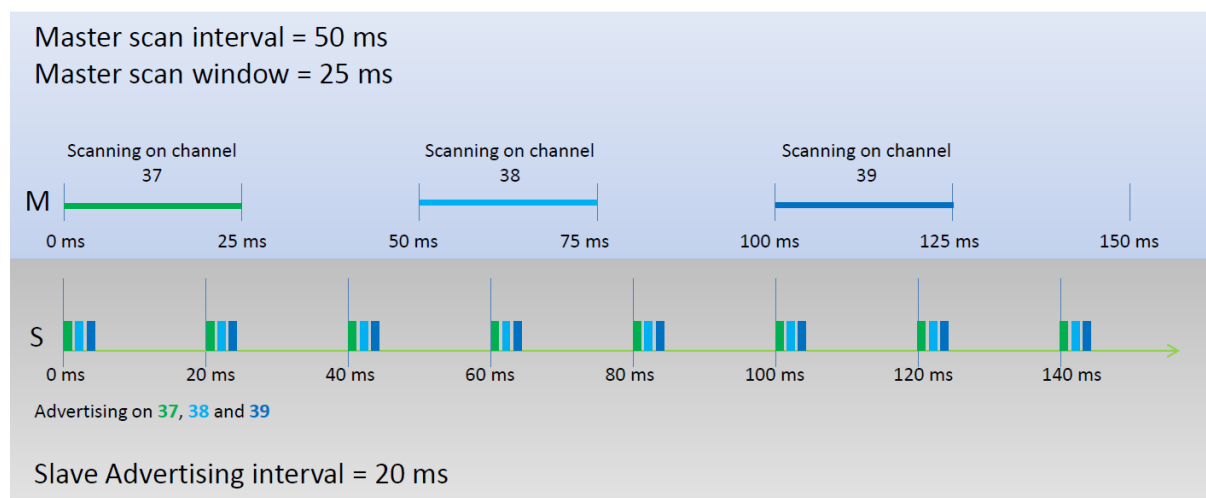 Master scan interval = 50 ms
Master scan window = 25 ms
Scanning on channel
37
Scanning on channel
38
Scanning on channel
39
M
0 ms
25 ms
50 ms
75 ms
100 ms
125 ms
150 ms
S
0 ms
20 ms
40 ms
60 ms
80 ms
100 ms
120 ms
140 ms
Advertising on 37, 38 and 39
Slave Advertising interval = 20 ms